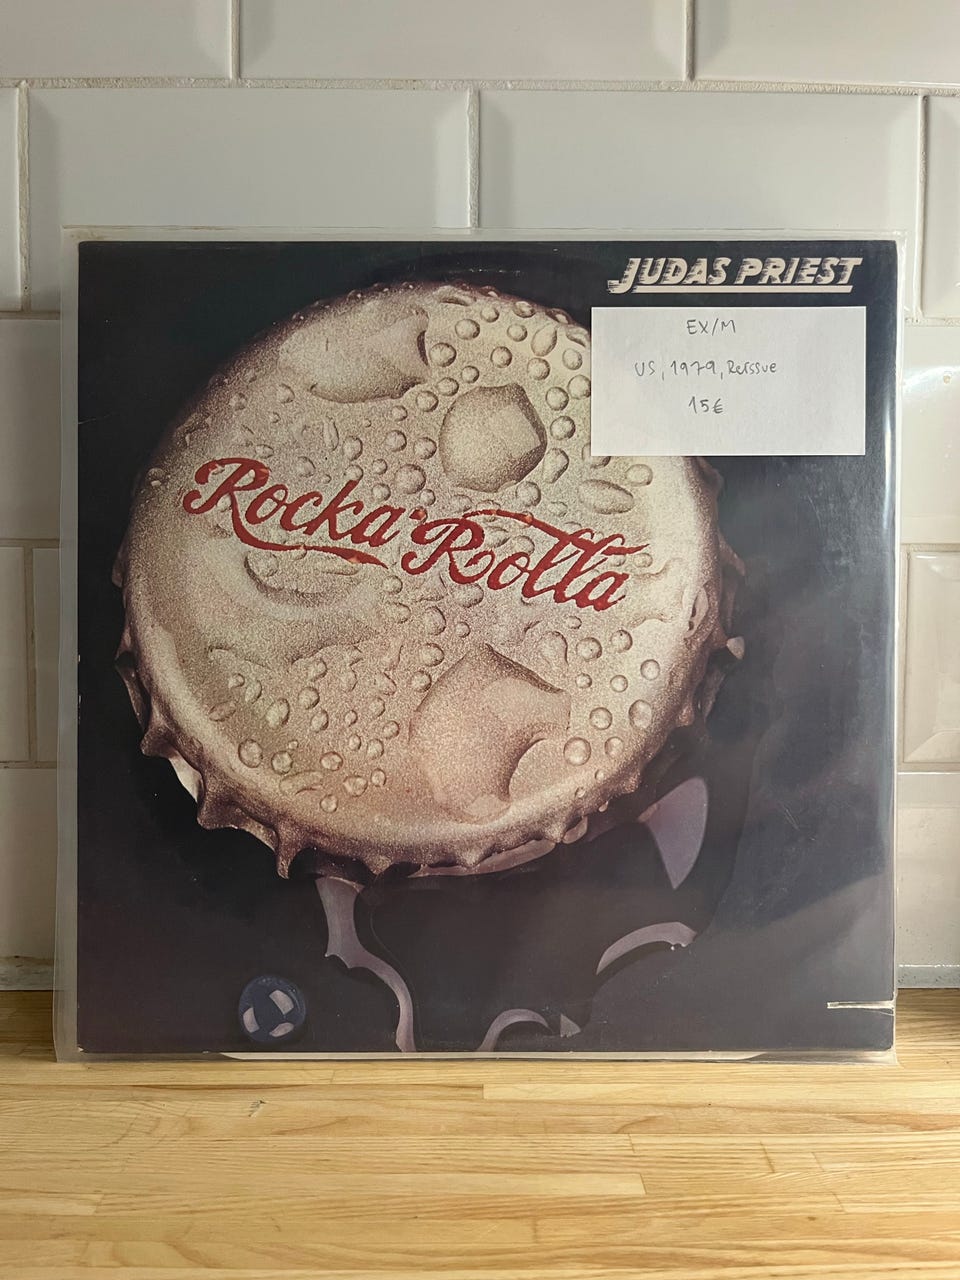 JUDAS PRIEST
EX/M
US, 1979, Reissue
15€
Rocka Rolla